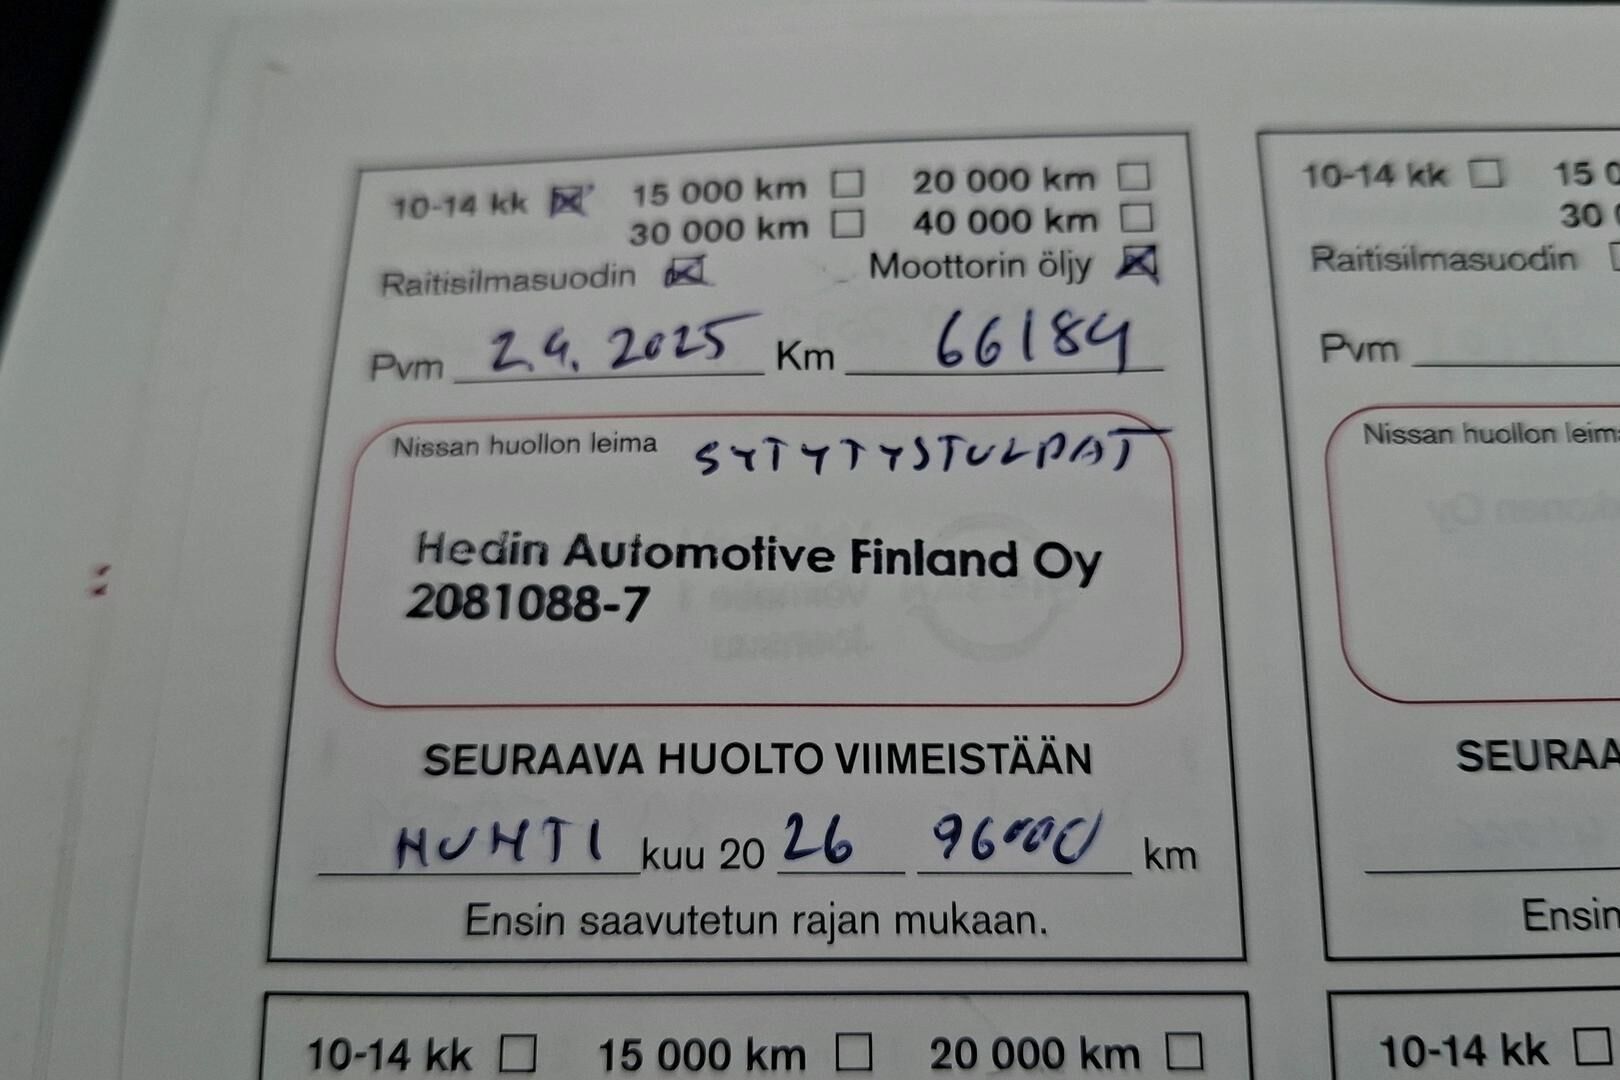 10-14 kk ☒ 15 000 km ☐ 20 000 km ☐
30 000 km ☐ 40 000 km ☐
Raitisilmasuodin ☒ Moottorin öljy ☒
Pvm 2.4. 2025 Km 66184
Nissan huollon leima SYTYTYSTULPAT
Hedin Automotive Finland Oy
2081088-7
SEURAAVA HUOLTO VIIMEISTÄÄN
HUHTI kuu 20 26 96000 km
Ensin saavutetun rajan mukaan.
10-14 kk ☐ 15 000 km ☐ 20 000 km ☐
10-14 kk ☐ 15 0
30
Raitisilmasuodin
Pvm
Nissan huollon leima
SEURAA
Ensin
10-14 kk ☐